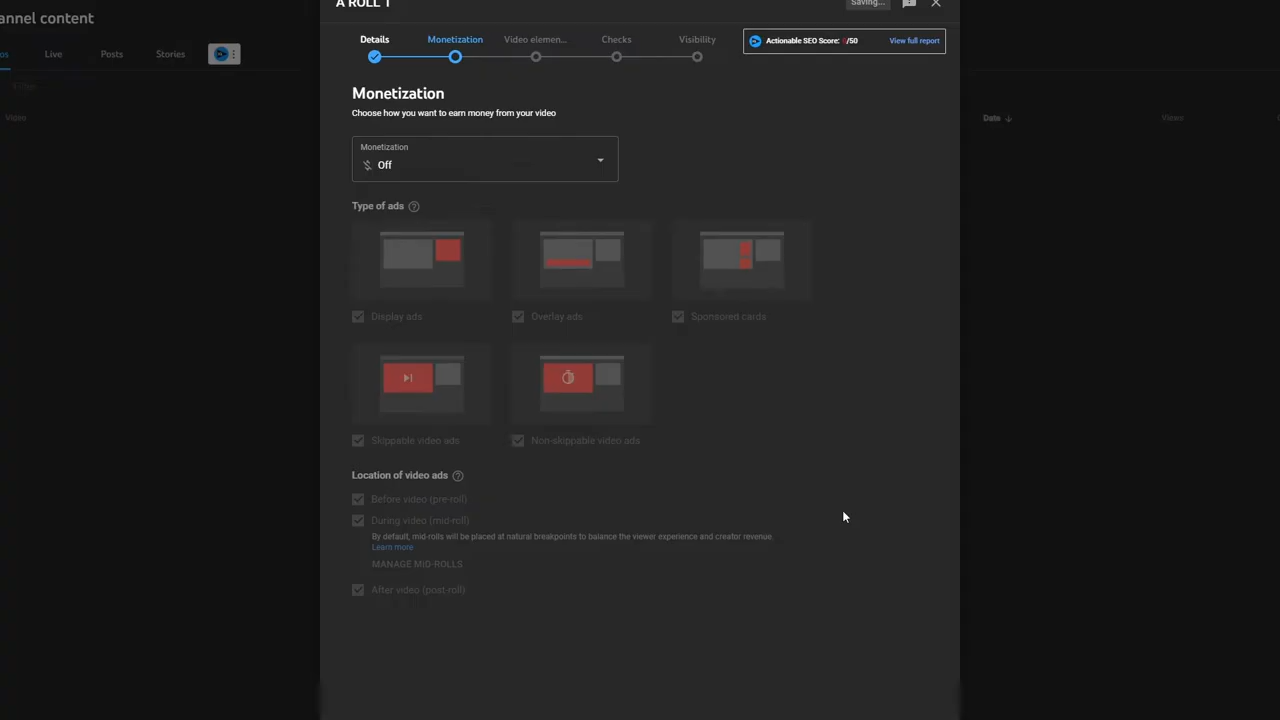 A ROLL 1
Saving...
annel content
os Live Posts Stories
Filter
Video
Date
Views
Details Monetization Video elemen... Checks Visibility
Actionable SEO Score: /50 View full report
Monetization
Choose how you want to earn money from your video
Monetization
Off
Type of ads
Display ads Overlay ads Sponsored cards
Skippable video ads Non-skippable video ads
Location of video ads
Before video (pre-roll)
During video (mid-roll)
By default, mid-rolls will be placed at natural breakpoints to balance the viewer experience and creator revenue.
Learn more
MANAGE MID-ROLLS
After video (post-roll)